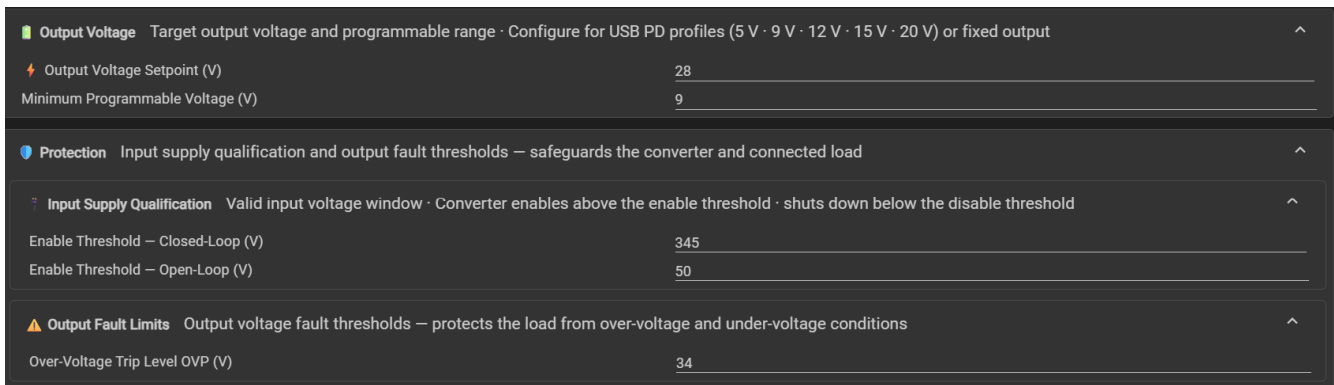 Output Voltage Target output voltage and programmable range · Configure for USB PD profiles (5 V · 9 V · 12 V · 15 V · 20 V) or fixed output
Output Voltage Setpoint (V) 28
Minimum Programmable Voltage (V) 9
Protection Input supply qualification and output fault thresholds — safeguards the converter and connected load
Input Supply Qualification Valid input voltage window · Converter enables above the enable threshold · shuts down below the disable threshold
Enable Threshold — Closed-Loop (V) 345
Enable Threshold — Open-Loop (V) 50
Output Fault Limits Output voltage fault thresholds — protects the load from over-voltage and under-voltage conditions
Over-Voltage Trip Level OVP (V) 34